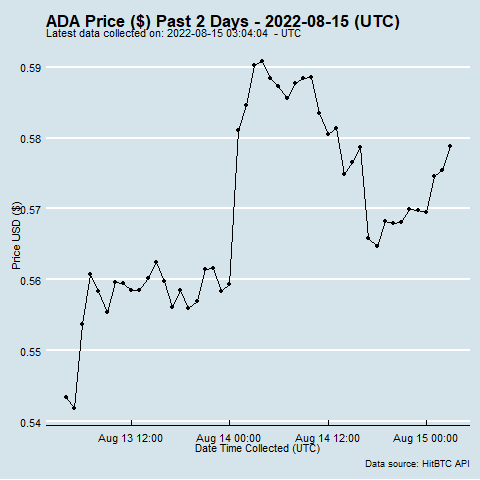 ADA Price ($) Past 2 Days - 2022-08-15 (UTC)
Latest data collected on: 2022-08-15 03:04:04  - UTC
0.59
0.58
0.57
0.56
0.55
0.54
Price USD ($)
Aug 13 12:00 Aug 14 00:00 Aug 14 12:00 Aug 15 00:00
Date Time Collected (UTC)
Data source: HitBTC API